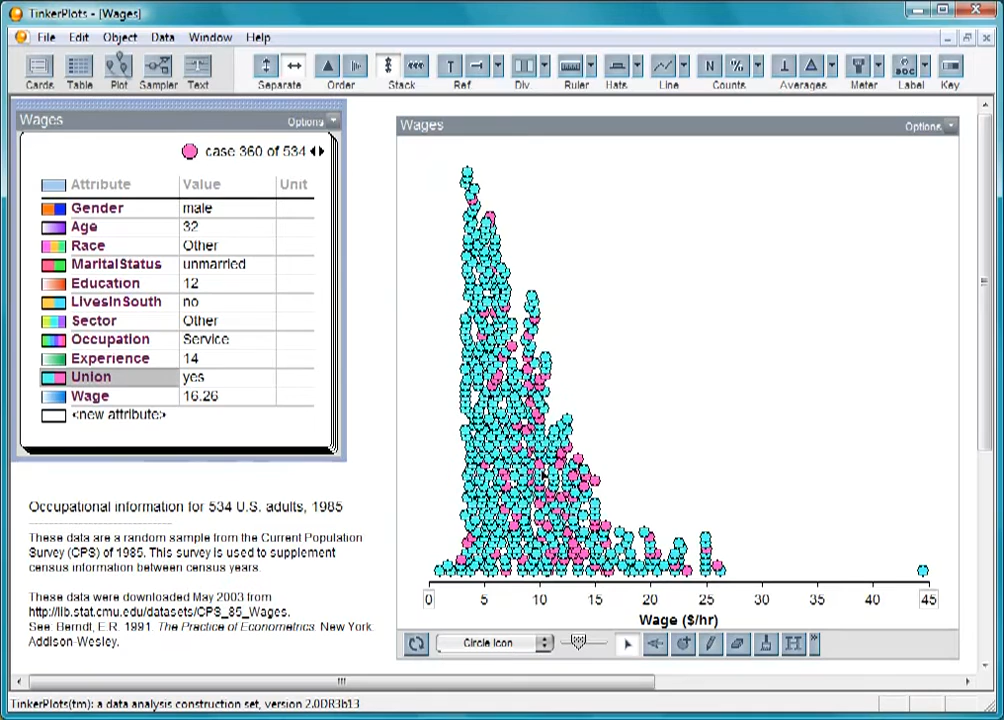 TinkerPlots - [Wages]
File Edit Object Data Window Help
Cards Table Plot Sampler Text Separate Order Stack Ref Div. Ruler Hats Line Counts Averages Meter Label Key
Wages Options
case 360 of 534
Attribute Value Unit
Gender male
Age 32
Race Other
MaritalStatus unmarried
Education 12
LivesInSouth no
Sector Other
Occupation Service
Experience 14
Union yes
Wage 16.26
<new attribute>
Occupational information for 534 U.S. adults, 1985
These data are a random sample from the Current Population
Survey (CPS) of 1985. This survey is used to supplement
census information between census years.
These data were downloaded May 2003 from
http://lib.stat.cmu.edu/datasets/CPS_85_Wages.
See: Berndt, E.R. 1991. The Practice of Econometrics. New York:
Addison-Wesley.
Wages Options
0 5 10 15 20 25 30 35 40 45
Wage ($/hr)
Circle Icon
TinkerPlots(tm): a data analysis construction set, version 2.0DR3b13